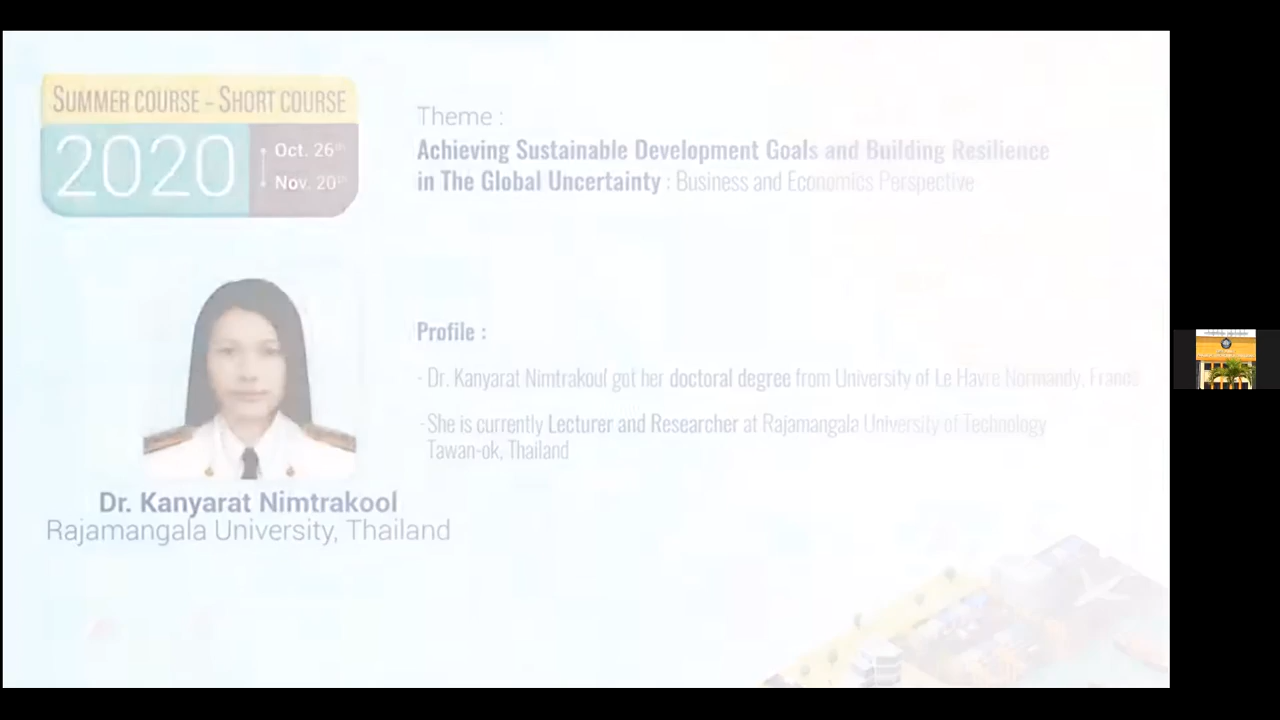 SUMMER COURSE – SHORT COURSE
2020
Oct. 26th
Nov. 20th
Theme :
Achieving Sustainable Development Goals and Building Resilience
in The Global Uncertainty : Business and Economics Perspective
Profile :
- Dr. Kanyarat Nimtrakoul got her doctoral degree from University of Le Havre Normandy, France
- She is currently Lecturer and Researcher at Rajamangala University of Technology
Tawan-ok, Thailand
Dr. Kanyarat Nimtrakool
Rajamangala University, Thailand